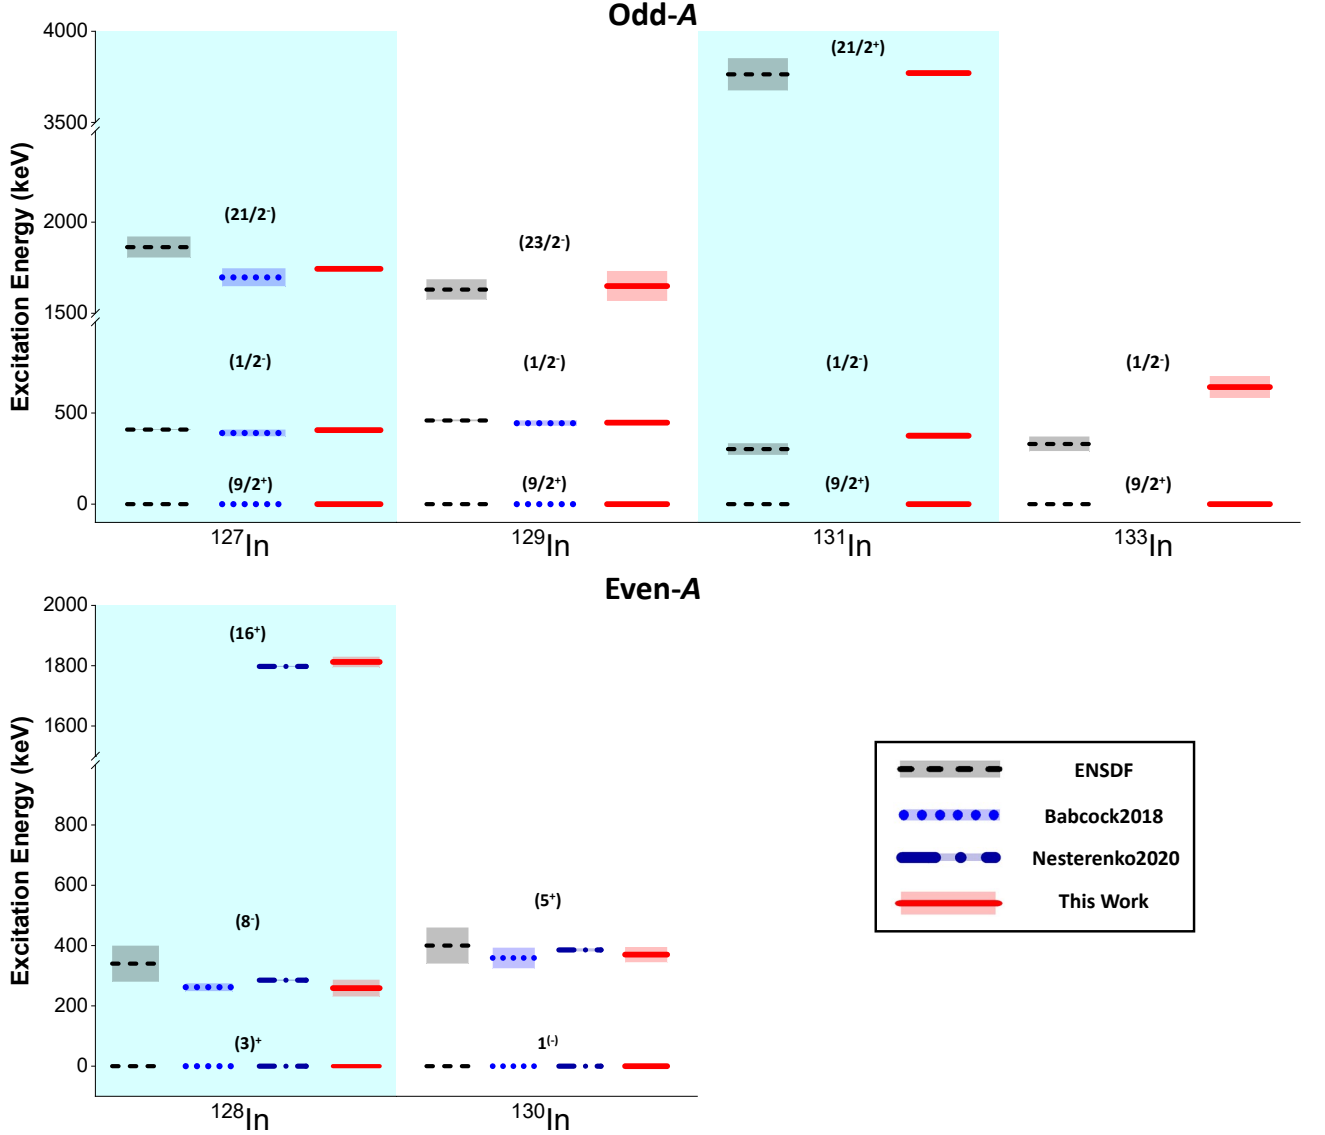 Odd-A
Excitation Energy (keV)
4000
3500
2000
1500
500
0
(21/2⁺)
(21/2⁻)
(23/2⁻)
(1/2⁻)
(1/2⁻)
(1/2⁻)
(1/2⁻)
(9/2⁺)
(9/2⁺)
(9/2⁺)
(9/2⁺)
¹²⁷In
¹²⁹In
¹³¹In
¹³³In
Even-A
Excitation Energy (keV)
2000
1800
1600
800
600
400
200
0
(16⁺)
(8⁻)
(5⁺)
(3)⁺
1⁽⁻⁾
¹²⁸In
¹³⁰In
ENSDF
Babcock2018
Nesterenko2020
This Work